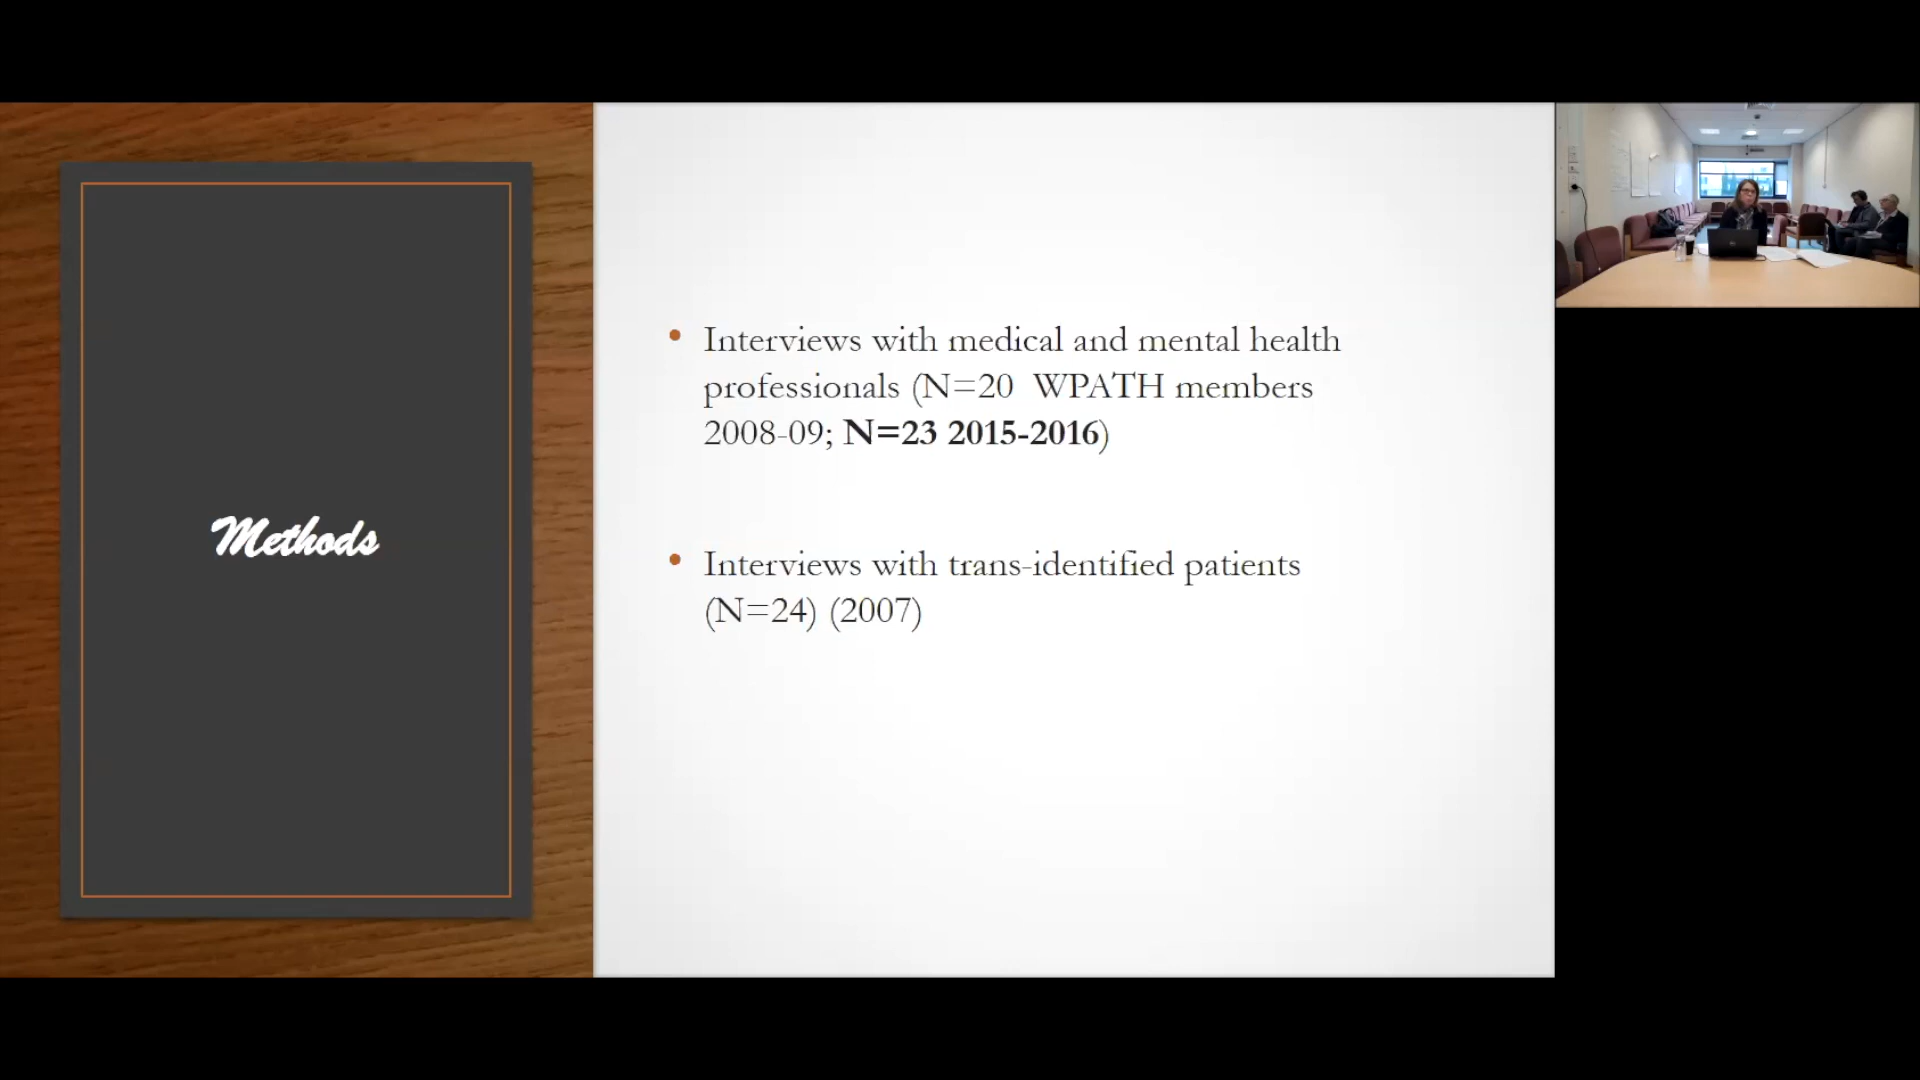 Methods
• Interviews with medical and mental health
professionals (N=20 WPATH members
2008-09; N=23 2015-2016)
• Interviews with trans-identified patients
(N=24) (2007)